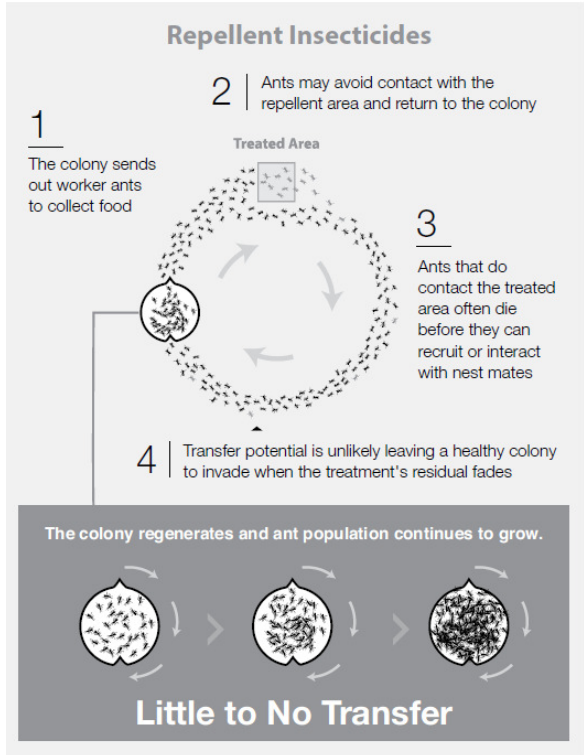 Repellent Insecticides
1
The colony sends
out worker ants
to collect food
2
Ants may avoid contact with the
repellent area and return to the colony
Treated Area
3
Ants that do
contact the treated
area often die
before they can
recruit or interact
with nest mates
4
Transfer potential is unlikely leaving a healthy colony
to invade when the treatment's residual fades
The colony regenerates and ant population continues to grow.
Little to No Transfer